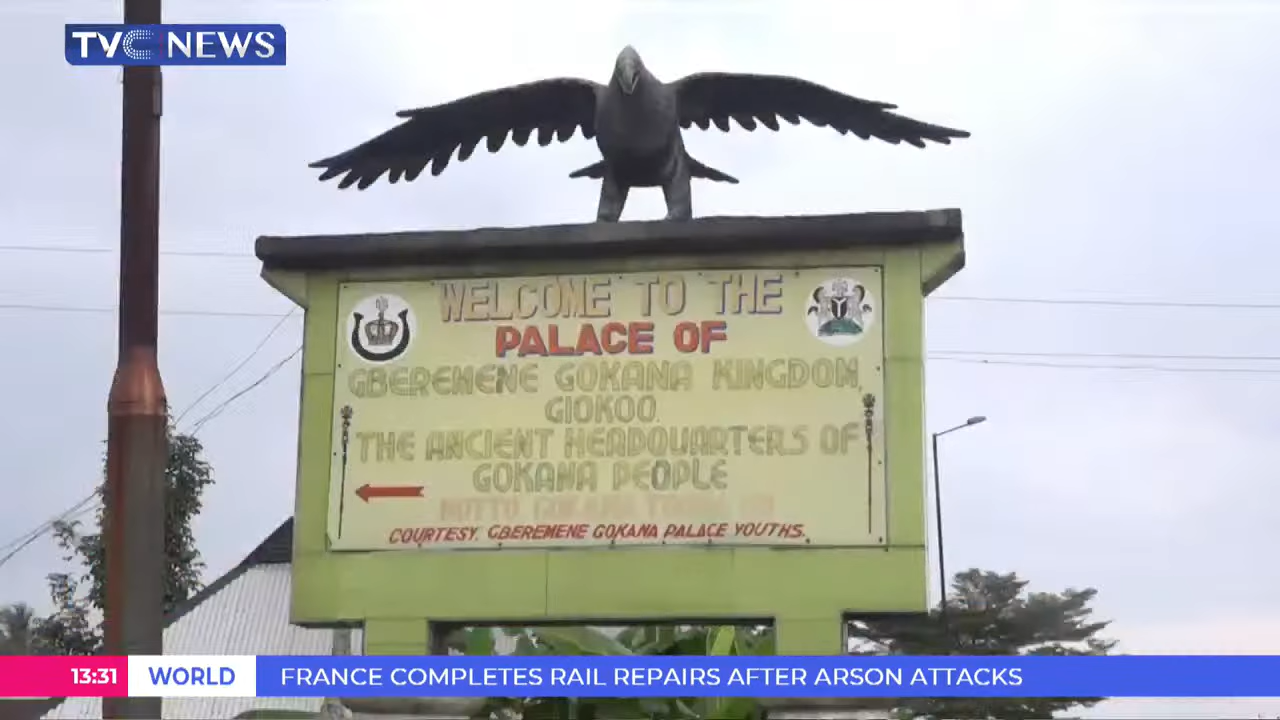 TVC NEWS
WELCOME TO THE
PALACE OF
GBEREMENE GOKANA KINGDOM,
GIOKOO.
THE ANCIENT HEADQUARTERS OF
GOKANA PEOPLE
GOKANA
COURTESY. GBEREMENE GOKANA PALACE YOUTHS.
13:31 WORLD FRANCE COMPLETES RAIL REPAIRS AFTER ARSON ATTACKS